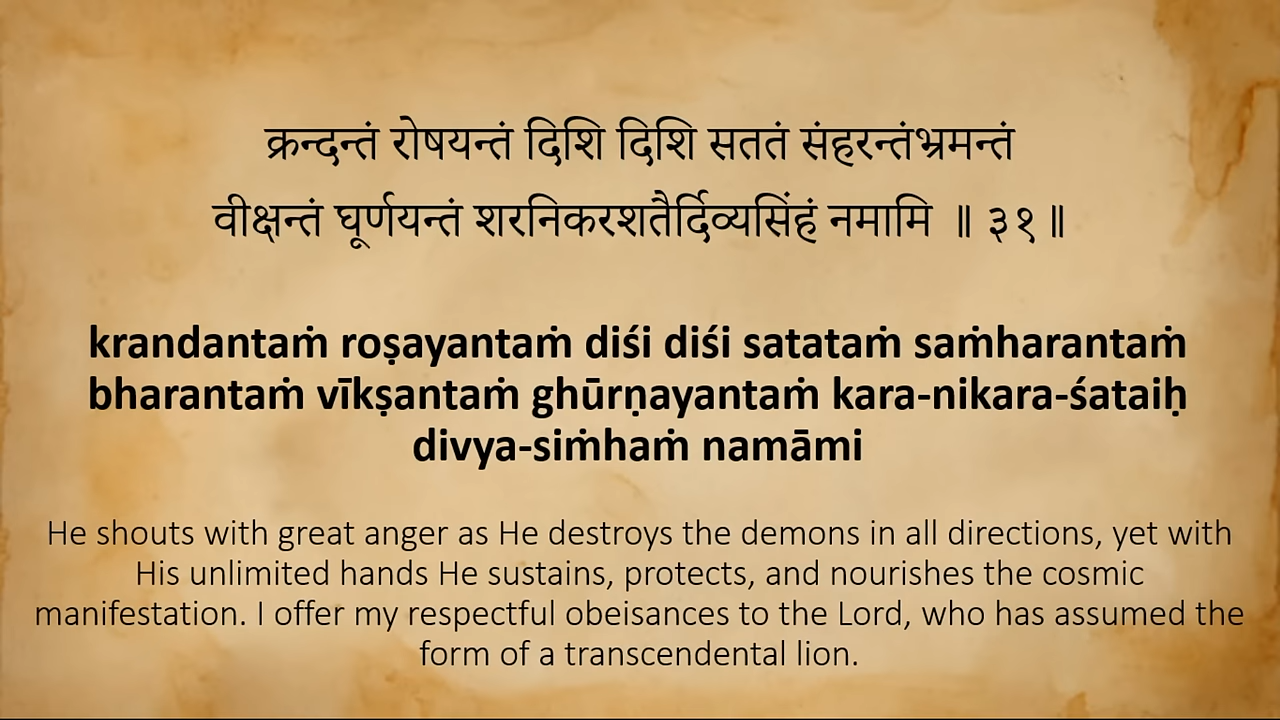 क्रन्दन्तं रोषयन्तं दिशि दिशि सततं संहरन्तंभ्रमन्तं
वीक्षन्तं घूर्णयन्तं शरनिकरशतैर्दिव्यसिंहं नमामि ॥ ३१॥
krandantaṁ roṣayantaṁ diśi diśi satataṁ saṁharantaṁ
bharantaṁ vīkṣantaṁ ghūrṇayantaṁ kara-nikara-śataiḥ
divya-siṁhaṁ namāmi
He shouts with great anger as He destroys the demons in all directions, yet with
His unlimited hands He sustains, protects, and nourishes the cosmic
manifestation. I offer my respectful obeisances to the Lord, who has assumed the
form of a transcendental lion.